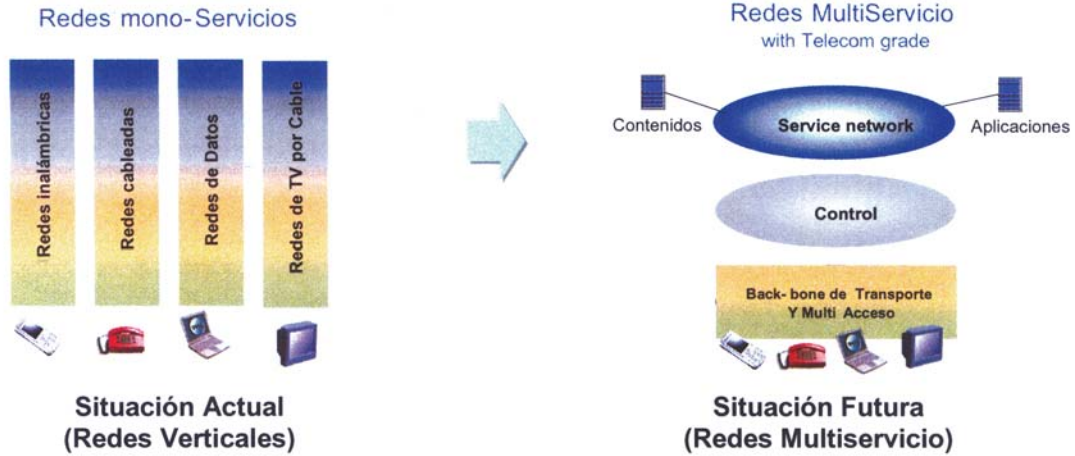 Redes mono-Servicios
Redes inalámbricas
Redes cableadas
Redes de Datos
Redes de TV por Cable
Situación Actual
(Redes Verticales)
Redes MultiServicio
with Telecom grade
Contenidos
Service network
Aplicaciones
Control
Back- bone de Transporte
Y Multi Acceso
Situación Futura
(Redes Multiservicio)